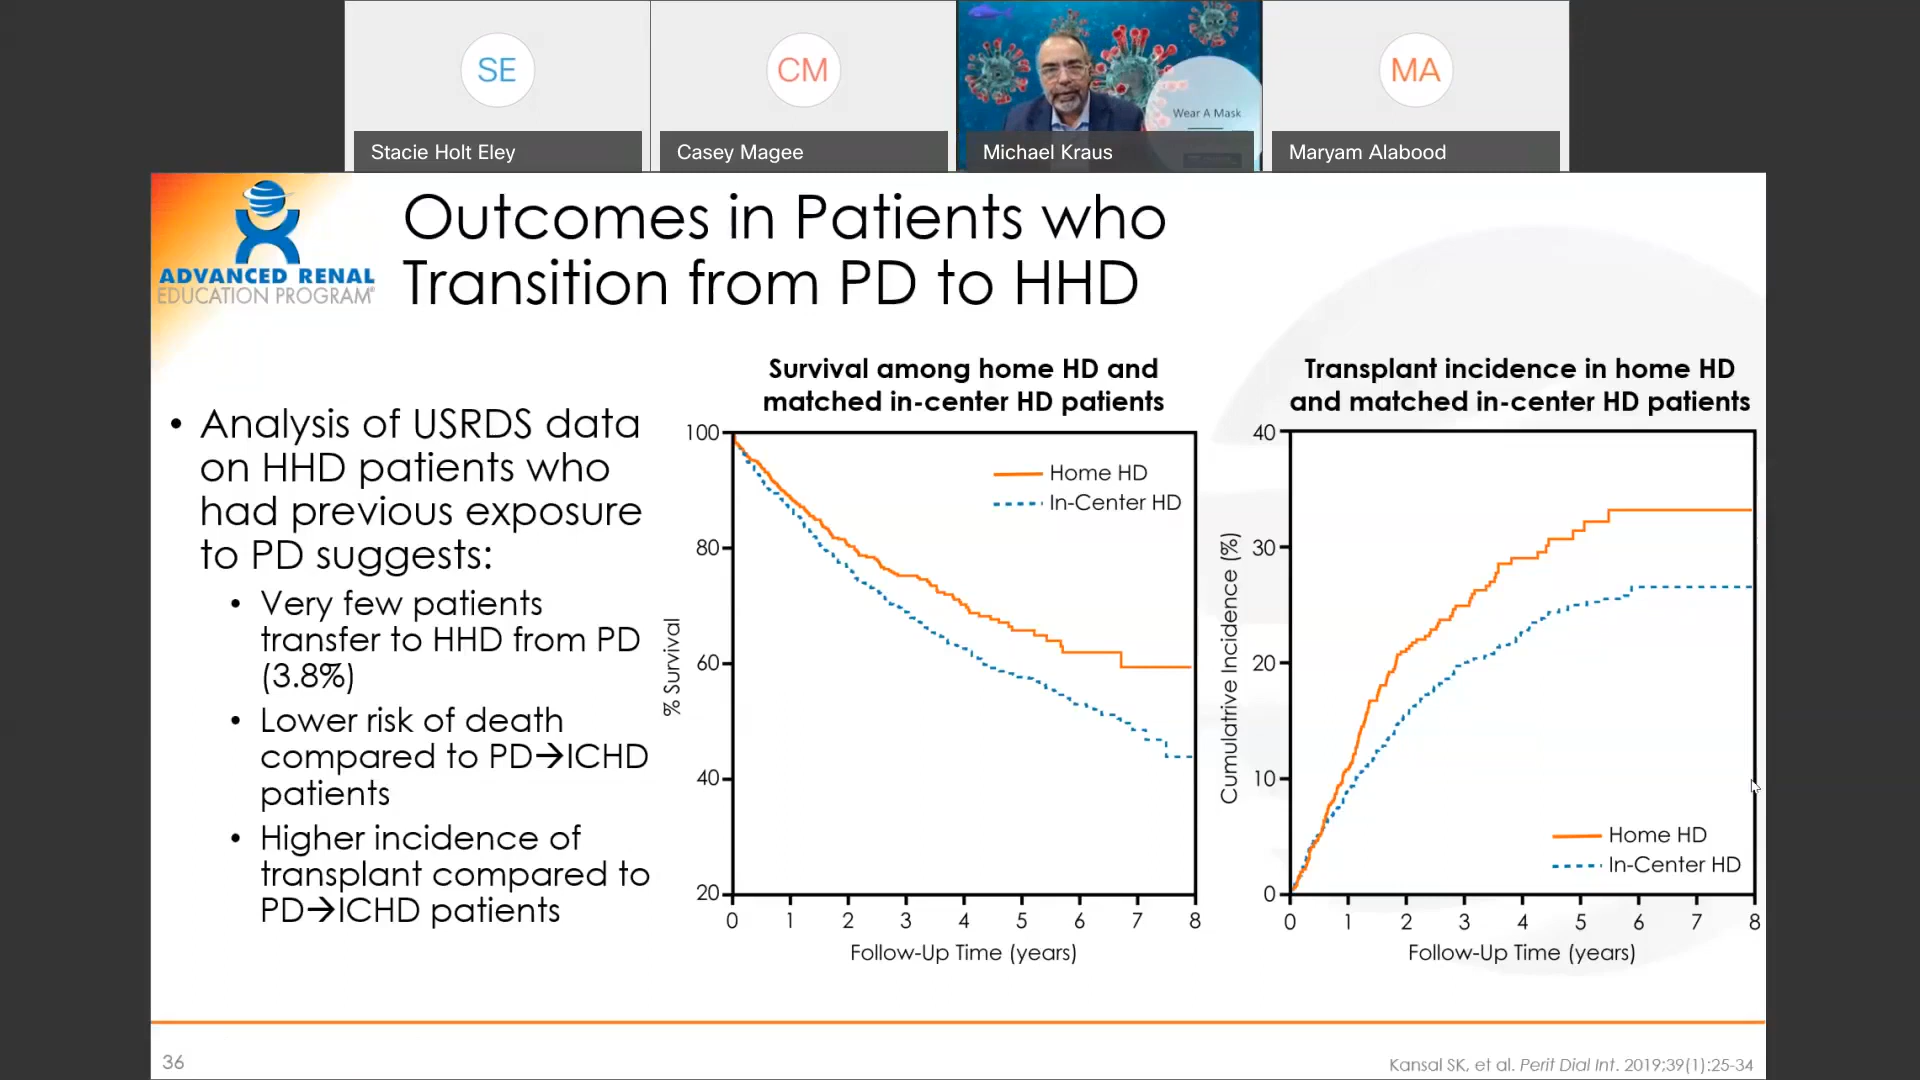 SE
CM
Wear A Mask
MA
Stacie Holt Eley
Casey Magee
Michael Kraus
Maryam Alabood
ADVANCED RENAL
EDUCATION PROGRAM®
Outcomes in Patients who
Transition from PD to HHD
• Analysis of USRDS data
on HHD patients who
had previous exposure
to PD suggests:
• Very few patients
transfer to HHD from PD
(3.8%)
• Lower risk of death
compared to PD→ICHD
patients
• Higher incidence of
transplant compared to
PD→ICHD patients
Survival among home HD and
matched in-center HD patients
100
80
60
40
20
% Survival
Home HD
In-Center HD
0 1 2 3 4 5 6 7 8
Follow-Up Time (years)
Transplant incidence in home HD
and matched in-center HD patients
40
30
20
10
0
Cumulatrive Incidence (%)
Home HD
In-Center HD
0 1 2 3 4 5 6 7 8
Follow-Up Time (years)
36
Kansal SK, et al. Perit Dial Int. 2019;39(1):25-34